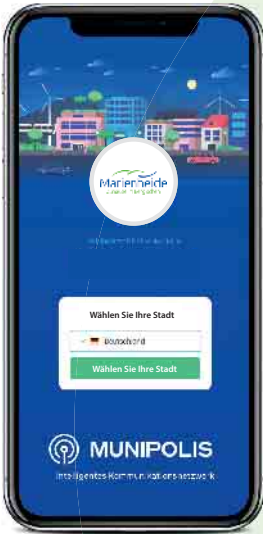 Marienheide
Wählen Sie Ihre Stadt
Deutschland
Wählen Sie Ihre Stadt
MUNIPOLIS
Intelligentes Kommunikationsnetzwerk